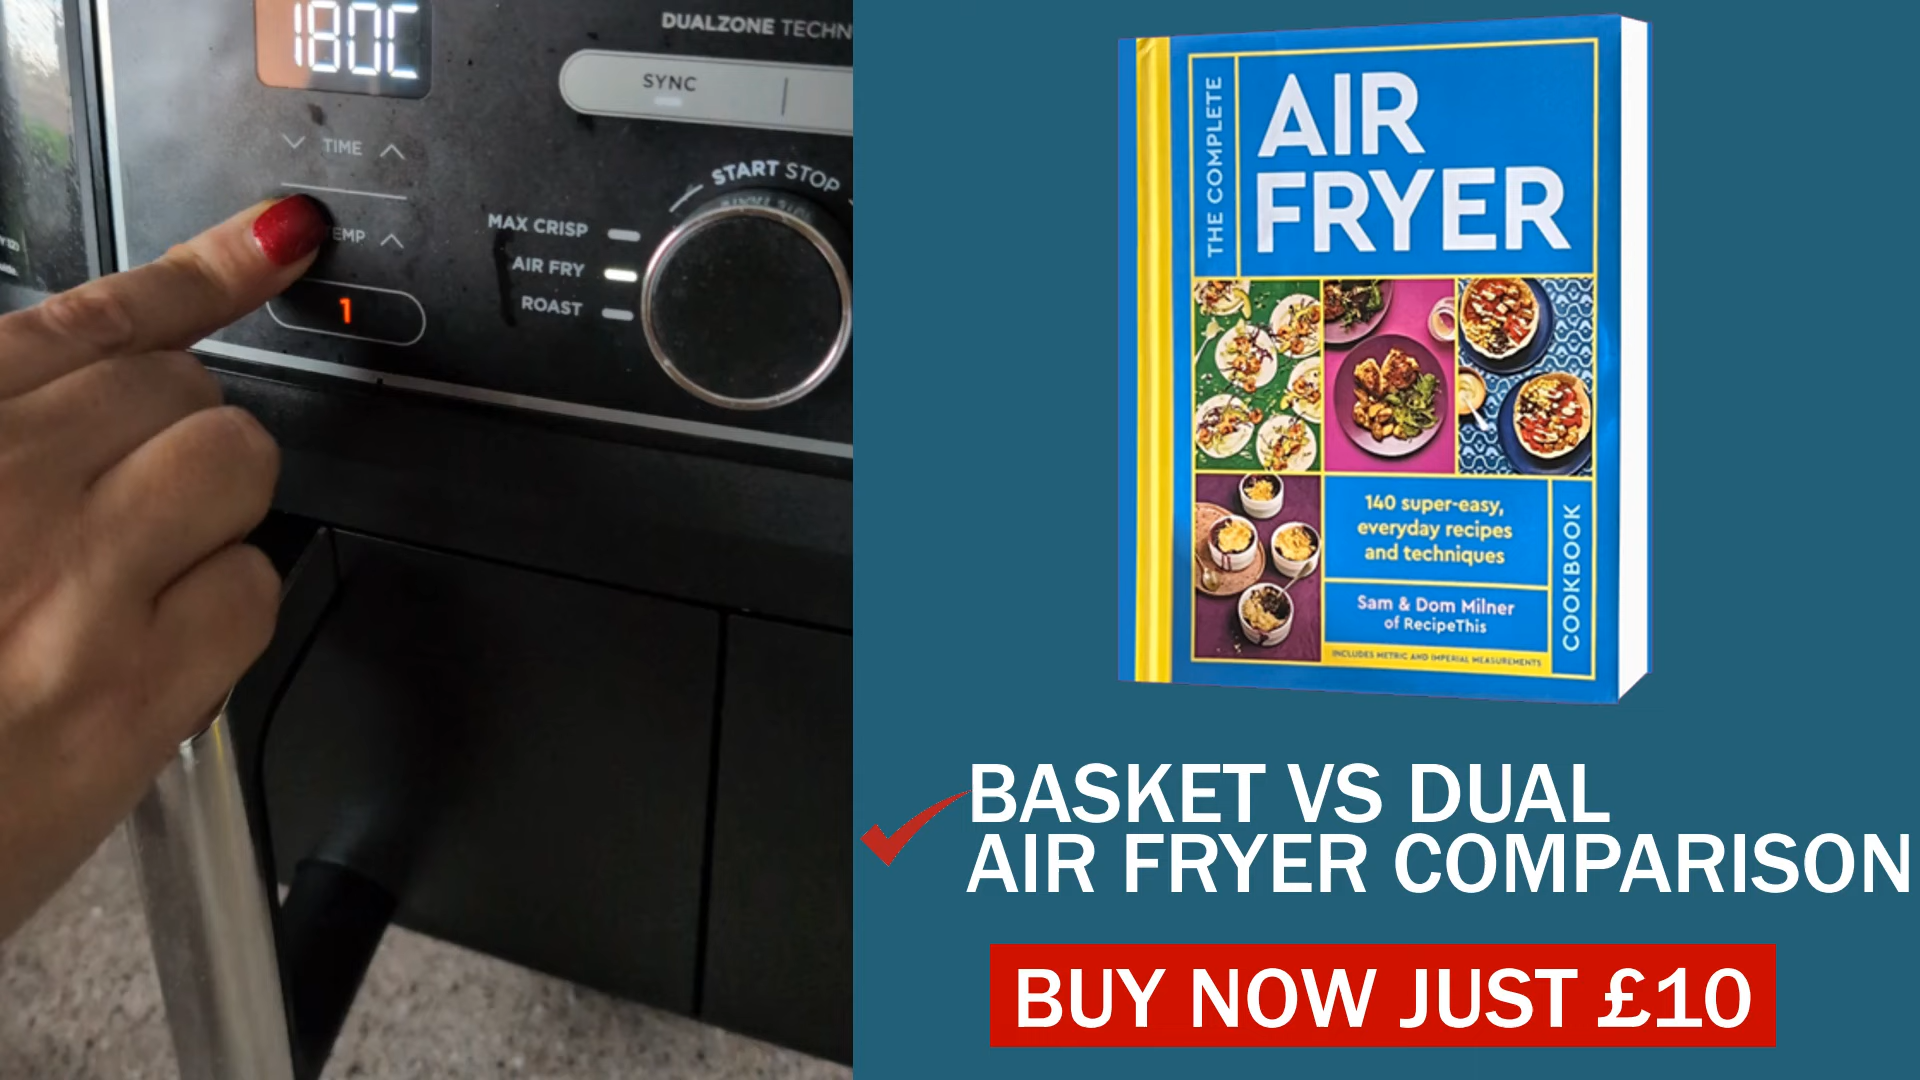 180C
DUALZONE TECHN
SYNC
TIME
START STOP
MAX CRISP
EMP
AIR FRY
1
ROAST
THE COMPLETE
AIR
FRYER
140 super-easy,
everyday recipes
and techniques
Sam & Dom Milner
of RecipeThis
INCLUDES METRIC AND IMPERIAL MEASUREMENTS
COOKBOOK
BASKET VS DUAL
AIR FRYER COMPARISON
BUY NOW JUST £10